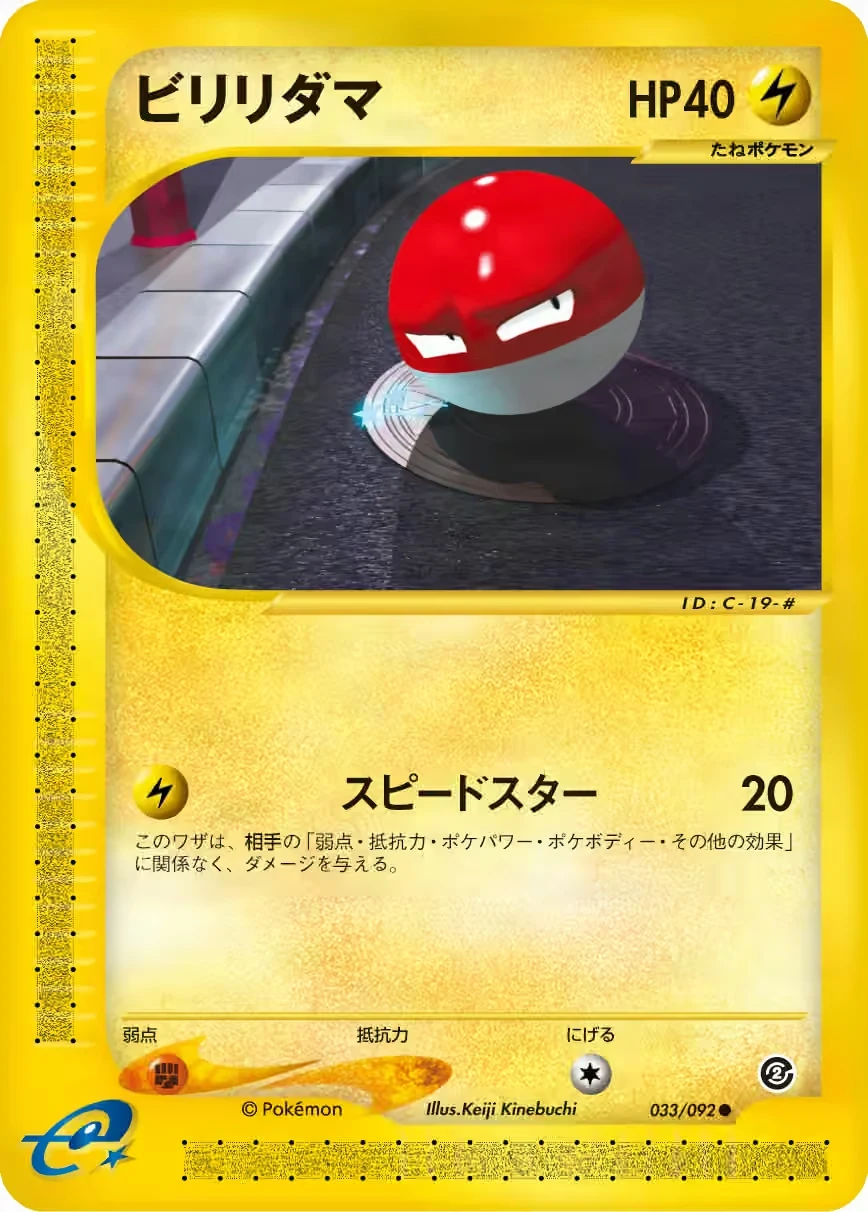 ビリリダマ
HP40
たねポケモン
ID:C-19-#
スピードスター 20
このワザは、相手の「弱点・抵抗力・ポケパワー・ポケボディー・その他の効果」
に関係なく、ダメージを与える。
弱点 抵抗力 にげる
2
© Pokémon Illus.Keiji Kinebuchi 033/092●
e